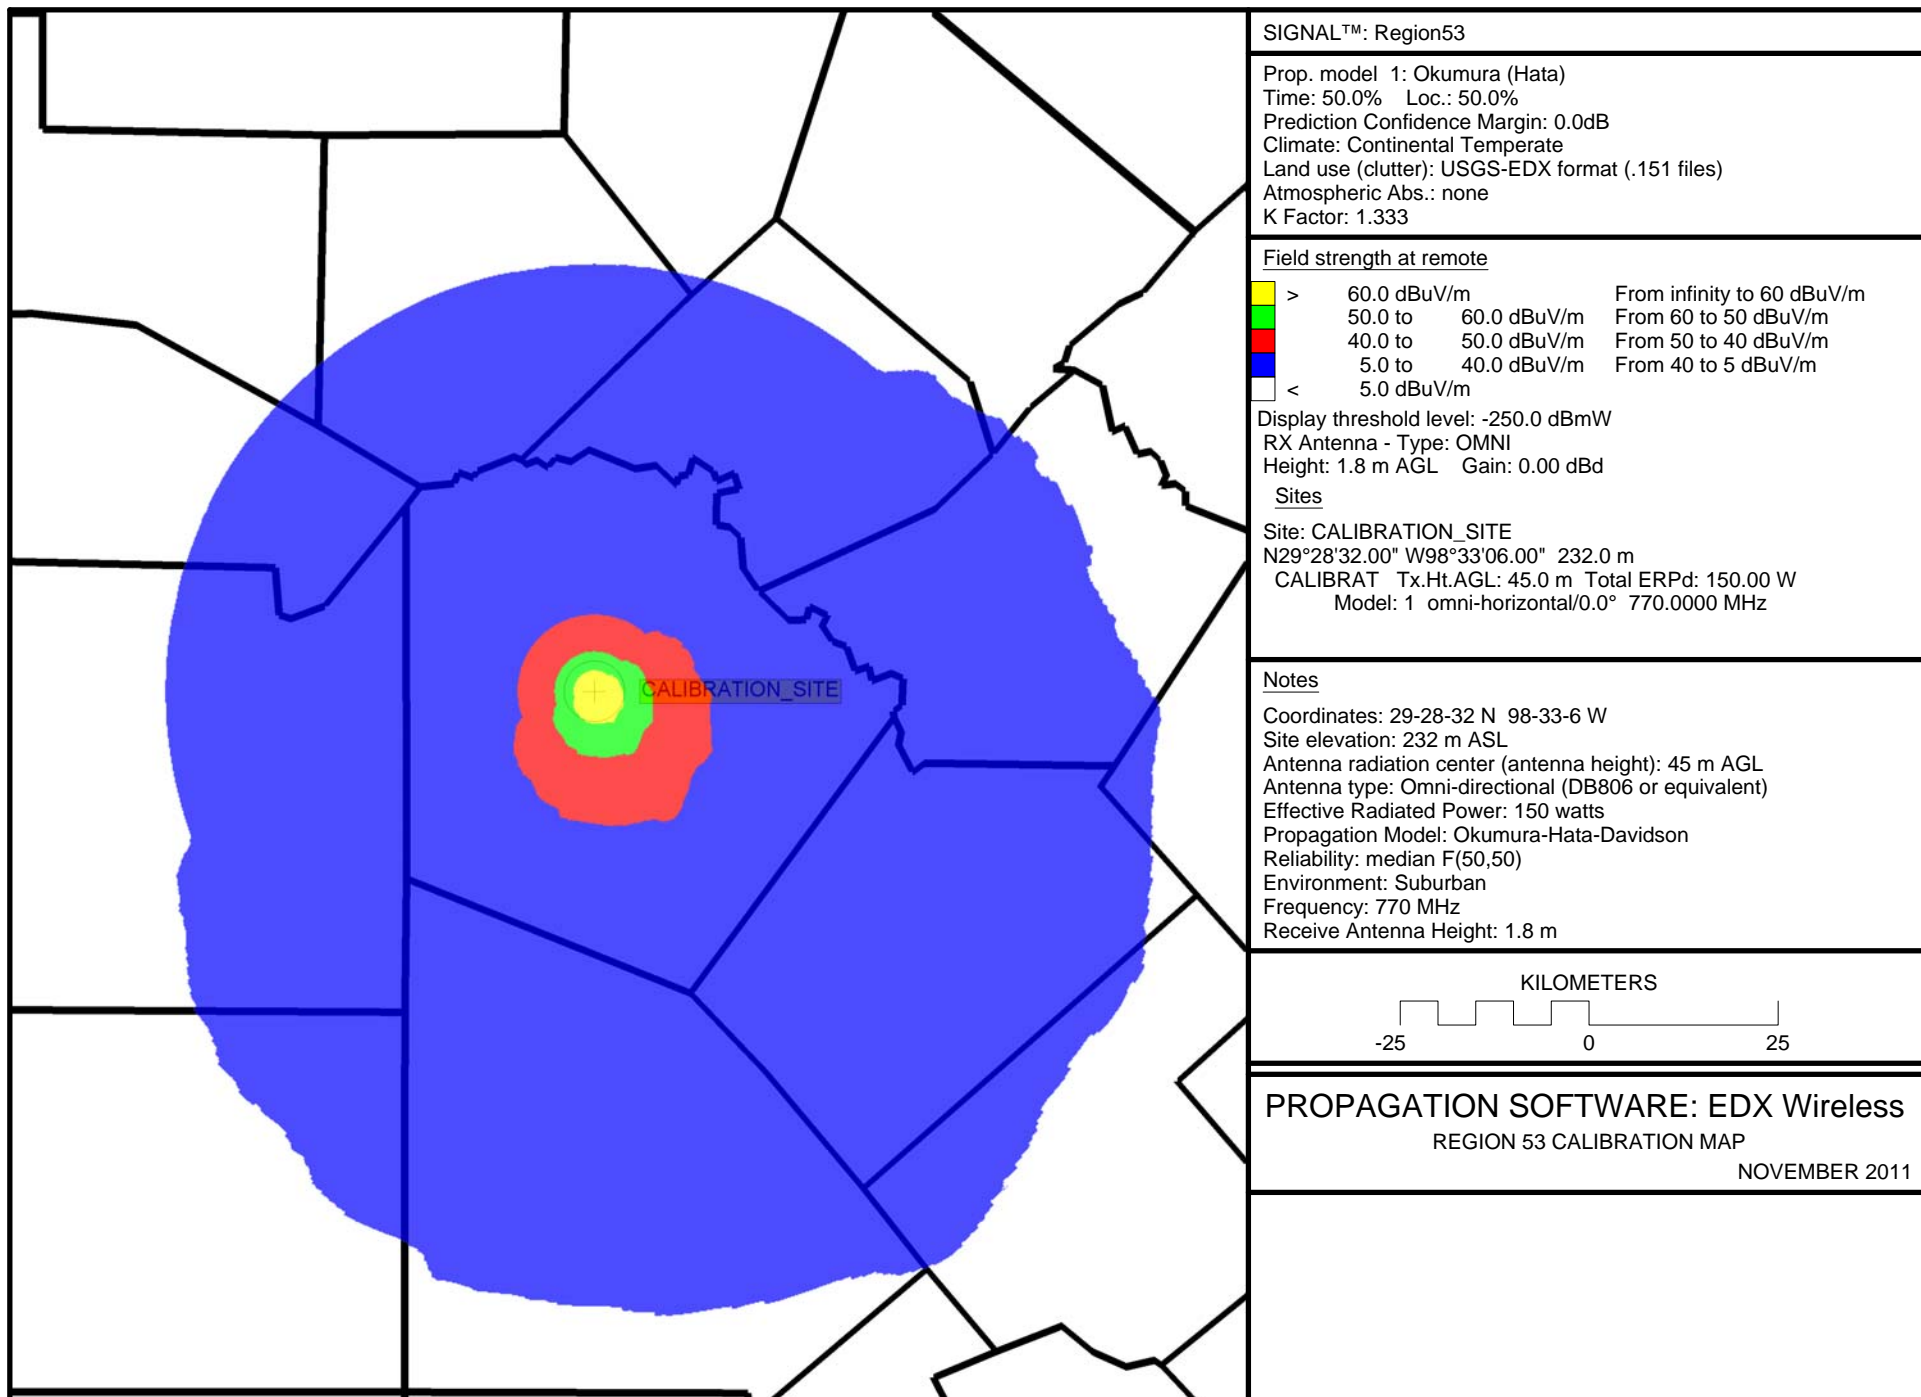 CALIBRATION_SITE
SIGNAL™: Region53
Prop. model 1: Okumura (Hata)
Time: 50.0% Loc.: 50.0%
Prediction Confidence Margin: 0.0dB
Climate: Continental Temperate
Land use (clutter): USGS-EDX format (.151 files)
Atmospheric Abs.: none
K Factor: 1.333
Field strength at remote
> 60.0 dBuV/m From infinity to 60 dBuV/m
50.0 to 60.0 dBuV/m From 60 to 50 dBuV/m
40.0 to 50.0 dBuV/m From 50 to 40 dBuV/m
5.0 to 40.0 dBuV/m From 40 to 5 dBuV/m
< 5.0 dBuV/m
Display threshold level: -250.0 dBmW
RX Antenna - Type: OMNI
Height: 1.8 m AGL Gain: 0.00 dBd
Sites
Site: CALIBRATION_SITE
N29°28'32.00" W98°33'06.00" 232.0 m
CALIBRAT Tx.Ht.AGL: 45.0 m Total ERPd: 150.00 W
Model: 1 omni-horizontal/0.0° 770.0000 MHz
Notes
Coordinates: 29-28-32 N 98-33-6 W
Site elevation: 232 m ASL
Antenna radiation center (antenna height): 45 m AGL
Antenna type: Omni-directional (DB806 or equivalent)
Effective Radiated Power: 150 watts
Propagation Model: Okumura-Hata-Davidson
Reliability: median F(50,50)
Environment: Suburban
Frequency: 770 MHz
Receive Antenna Height: 1.8 m
KILOMETERS
-25 0 25
PROPAGATION SOFTWARE: EDX Wireless
REGION 53 CALIBRATION MAP
NOVEMBER 2011